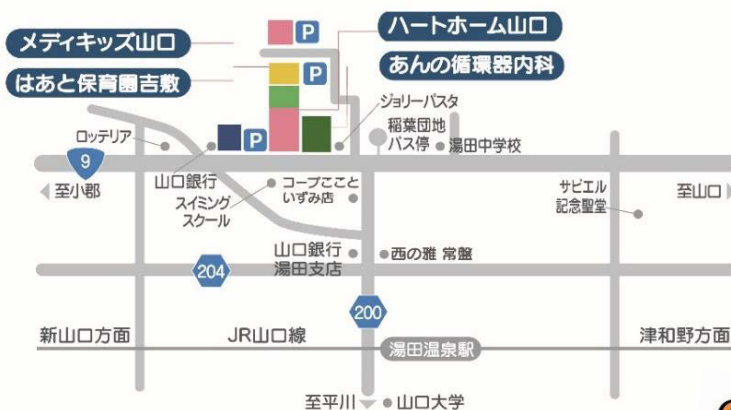 メディキッズ山口
P
ハートホーム山口
はあと保育園吉敷
P
あんの循環器内科
ジョリーパスタ
ロッテリア
P
稲葉団地
バス停
湯田中学校
9
至小郡
山口銀行
スイミング
スクール
コープここと
いずみ店
サビエル
記念聖堂
至山口
山口銀行
湯田支店
西の雅 常盤
204
200
新山口方面
JR山口線
湯田温泉駅
津和野方面
至平川
山口大学